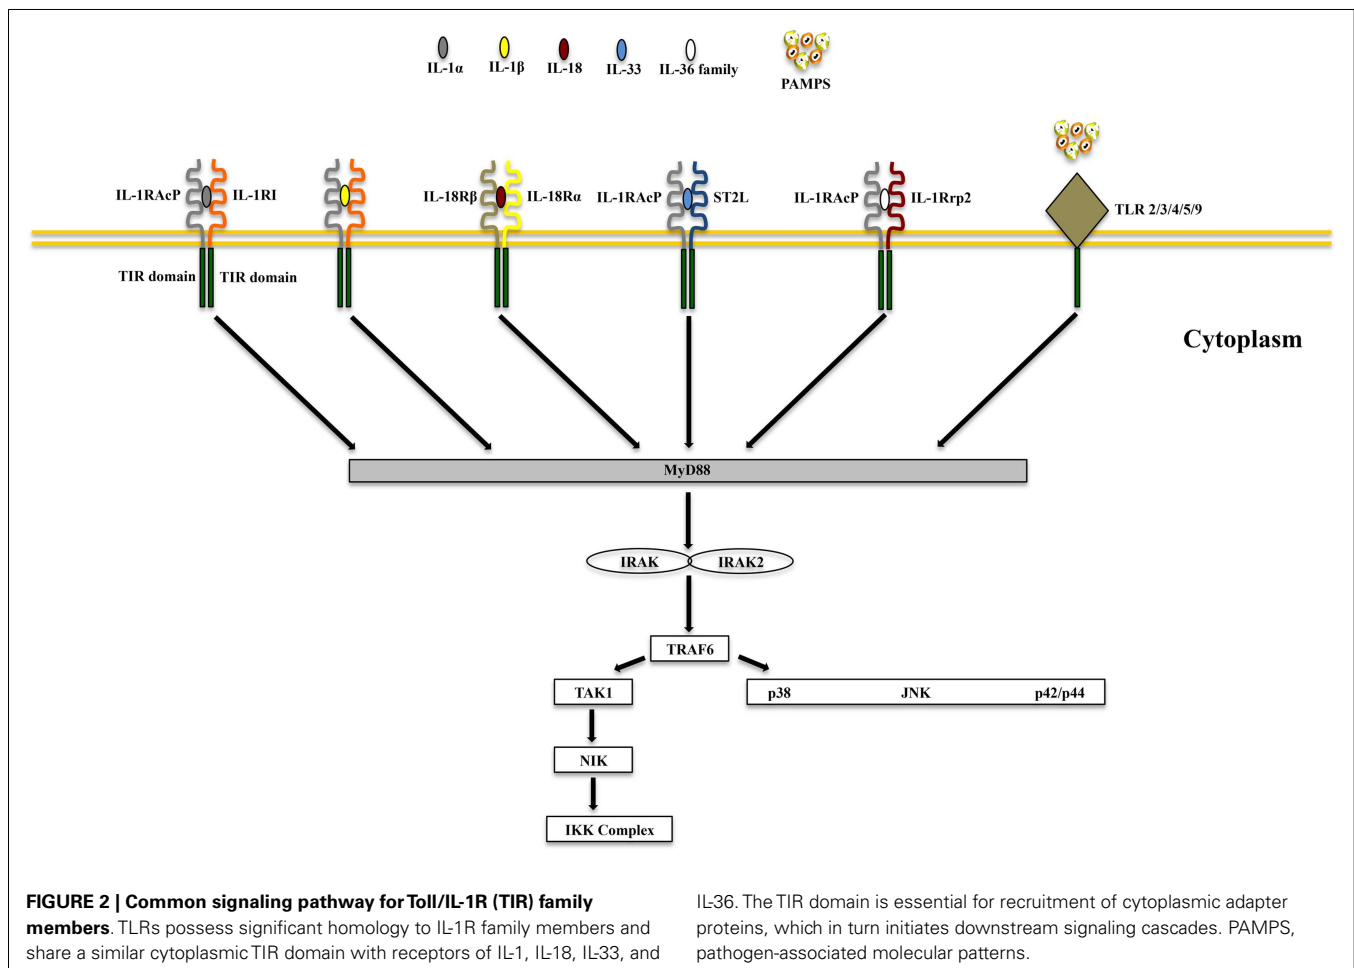 IL-1α IL-1β IL-18 IL-33 IL-36 family
PAMPS
IL-1RAcP IL-1RI IL-18Rβ IL-18Rα IL-1RAcP ST2L IL-1RAcP IL-1Rrp2
TLR 2/3/4/5/9
TIR domain TIR domain
Cytoplasm
MyD88
IRAK IRAK2
TRAF6
TAK1 p38 JNK p42/p44
NIK
IKK Complex
FIGURE 2 | Common signaling pathway for Toll/IL-1R (TIR) family
members. TLRs possess significant homology to IL-1R family members and
share a similar cytoplasmic TIR domain with receptors of IL-1, IL-18, IL-33, and
IL-36. The TIR domain is essential for recruitment of cytoplasmic adapter
proteins, which in turn initiates downstream signaling cascades. PAMPS,
pathogen-associated molecular patterns.